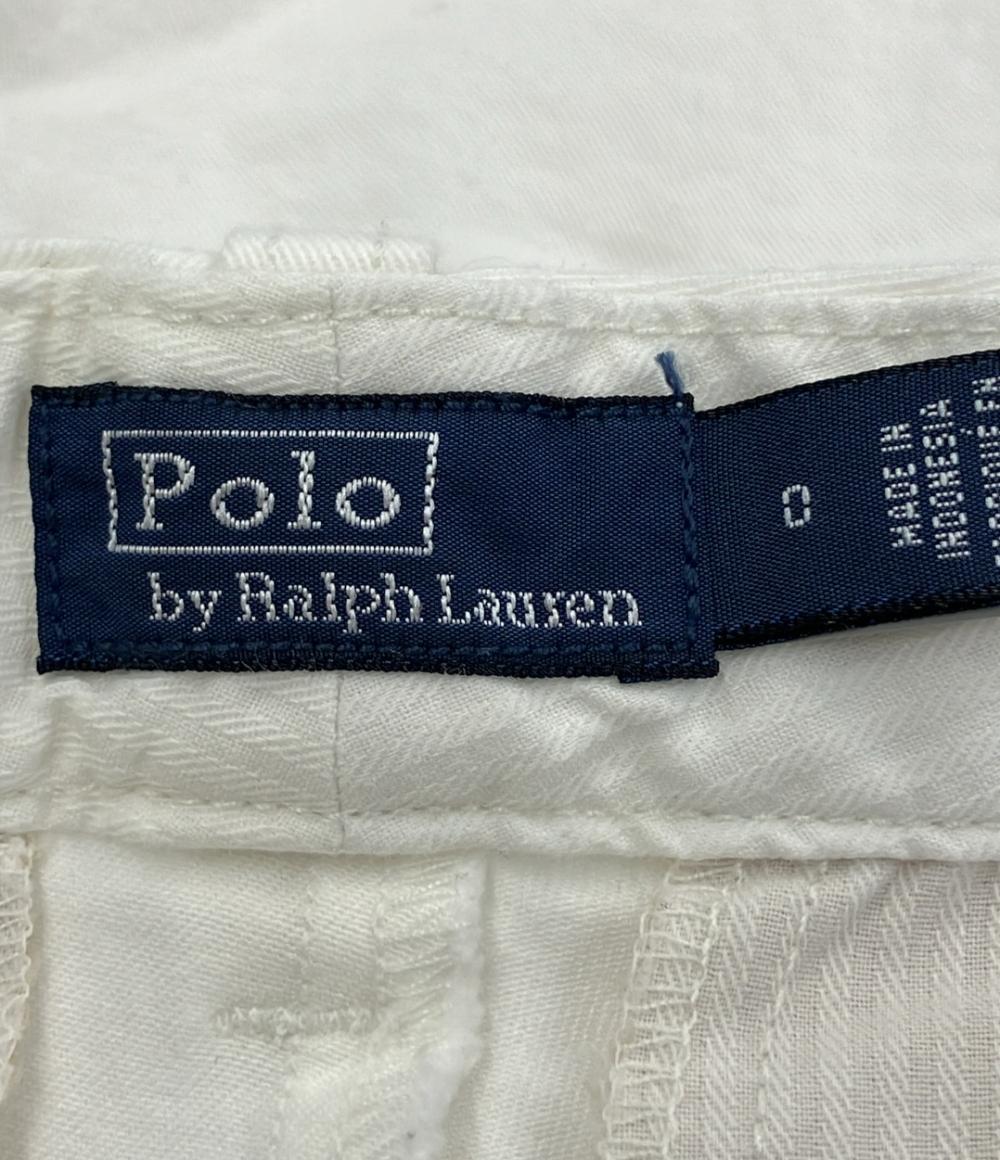 Polo
by Ralph Lauren
0
MADE IN
INDONESIA